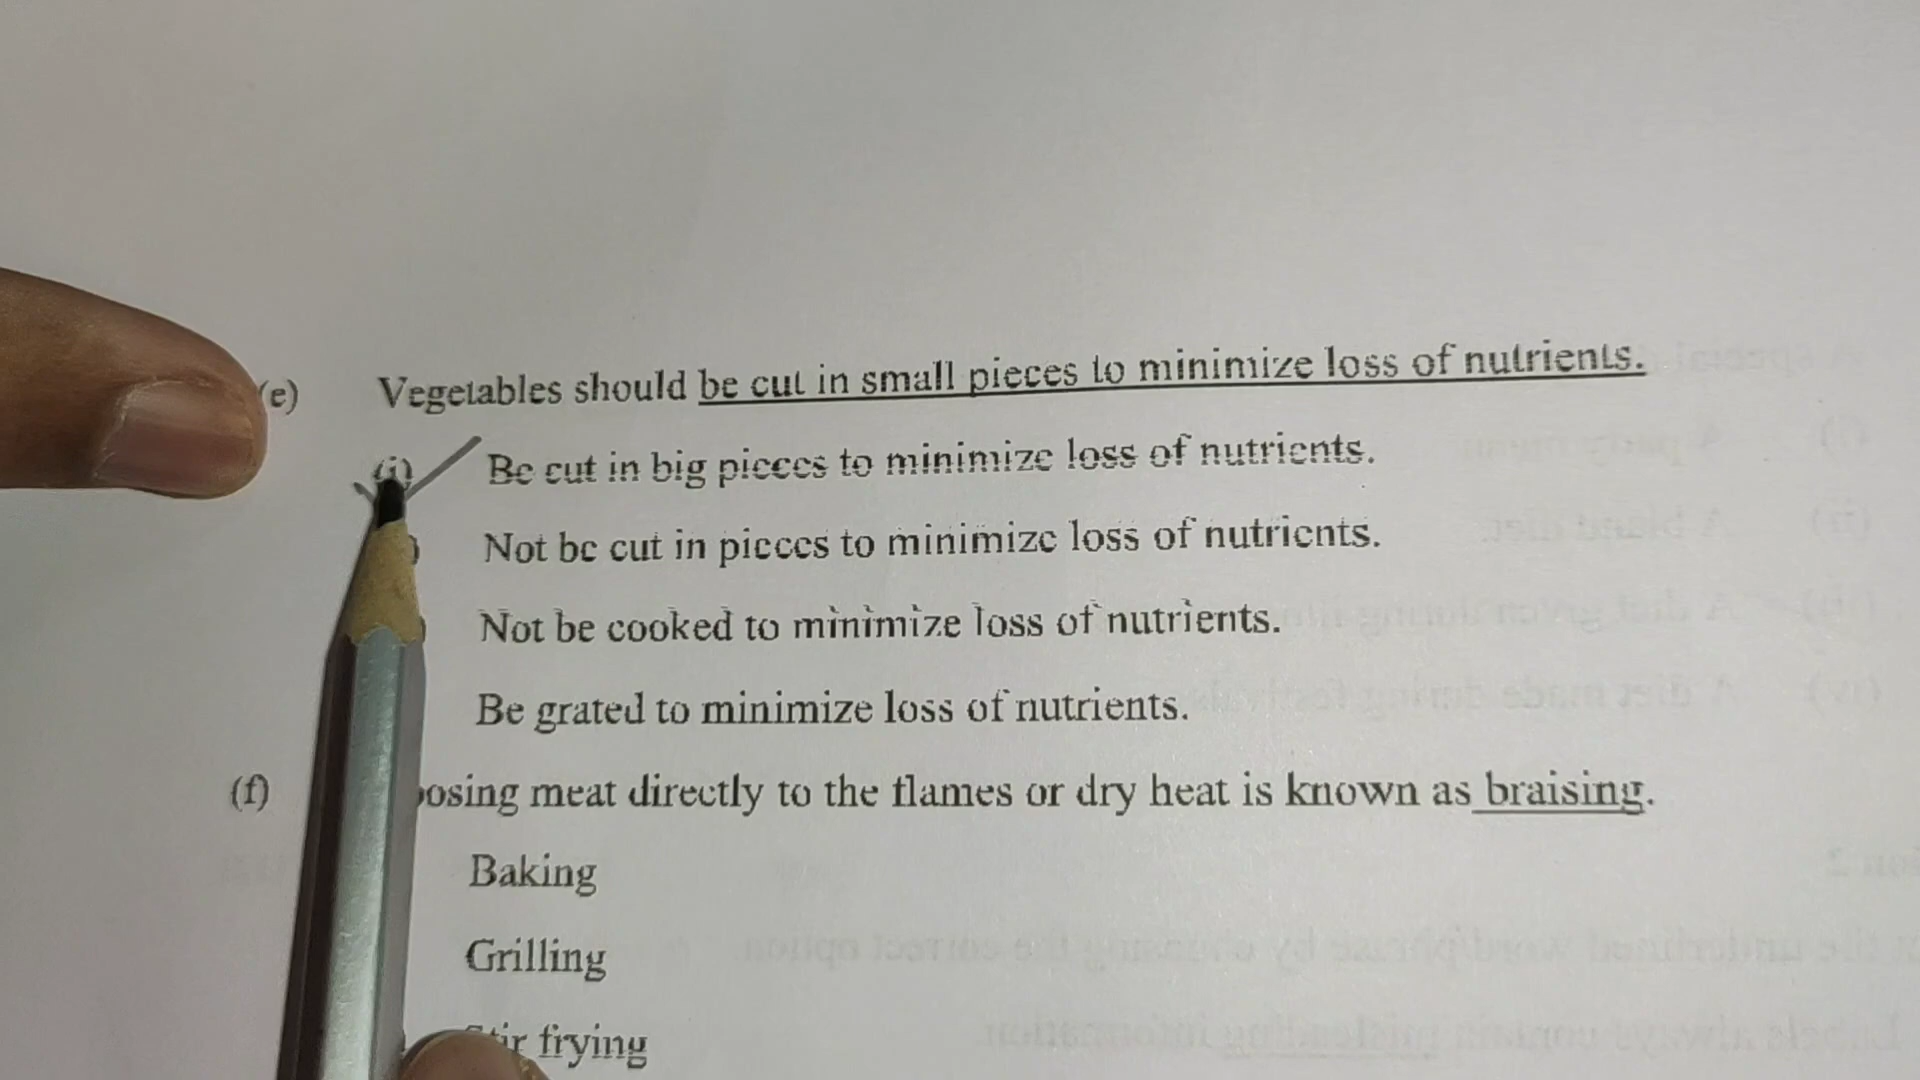 (e) Vegetables should be cut in small pieces to minimize loss of nutrients.
(i) Be cut in big pieces to minimize loss of nutrients.
Not be cut in pieces to minimize loss of nutrients.
Not be cooked to minimize loss of nutrients.
Be grated to minimize loss of nutrients.
(f) posing meat directly to the flames or dry heat is known as braising.
Baking
Grilling
Stir frying